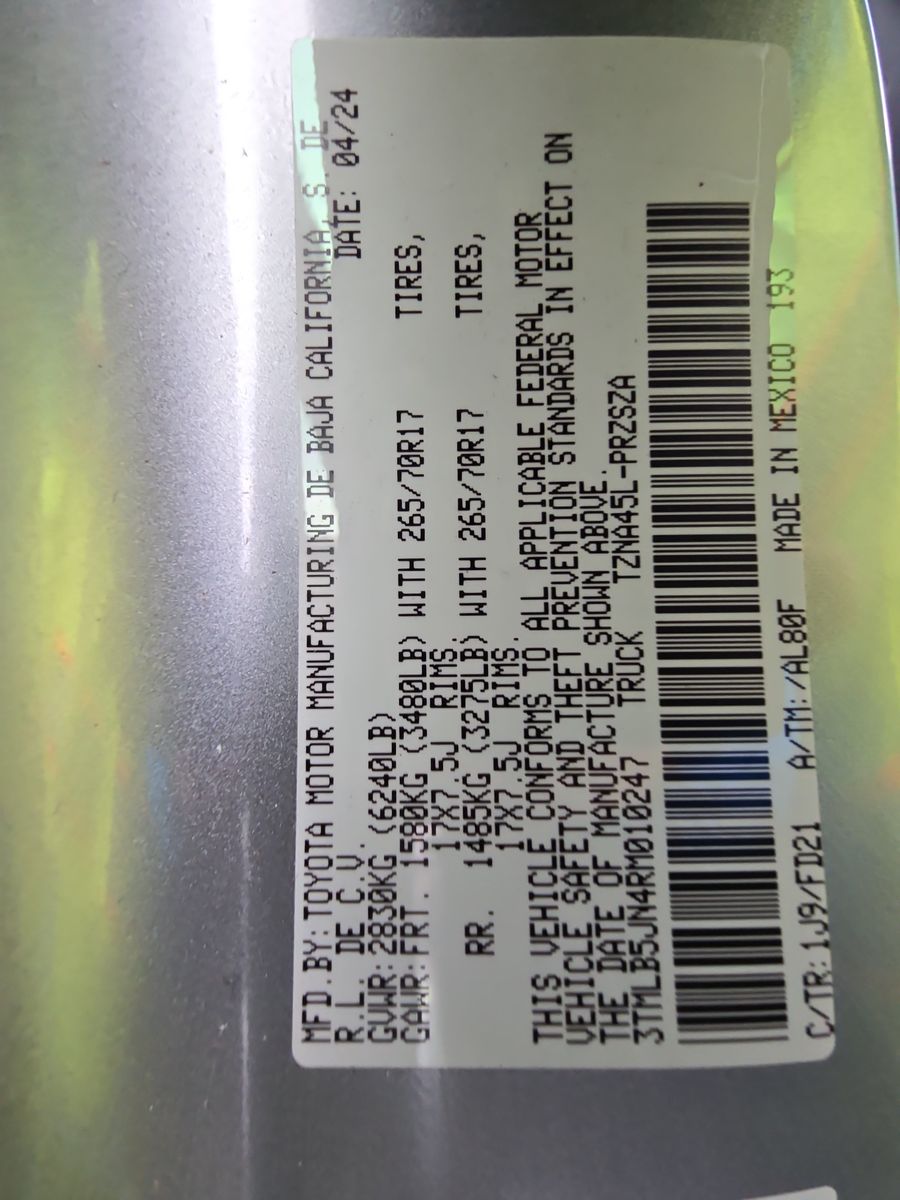 MFD.BY:TOYOTA MOTOR MANUFACTURING DE BAJA CALIFORNIA, S. DE
R.L. DE C.V. DATE: 04/24
GVWR:2830KG (6240LB)
GAWR:FRT. 1580KG (3480LB) WITH 265/70R17 TIRES,
17X7.5J RIMS.
RR. 1485KG (3275LB) WITH 265/70R17 TIRES,
17X7.5J RIMS.
THIS VEHICLE CONFORMS TO ALL APPLICABLE FEDERAL MOTOR
VEHICLE SAFETY AND THEFT PREVENTION STANDARDS IN EFFECT ON
THE DATE OF MANUFACTURE SHOWN ABOVE.
3TMLB5JN4RM010247 TRUCK TZNA45L-PRZSZA
C/TR:1J9/FD21 A/TM:/AL80F MADE IN MEXICO 193